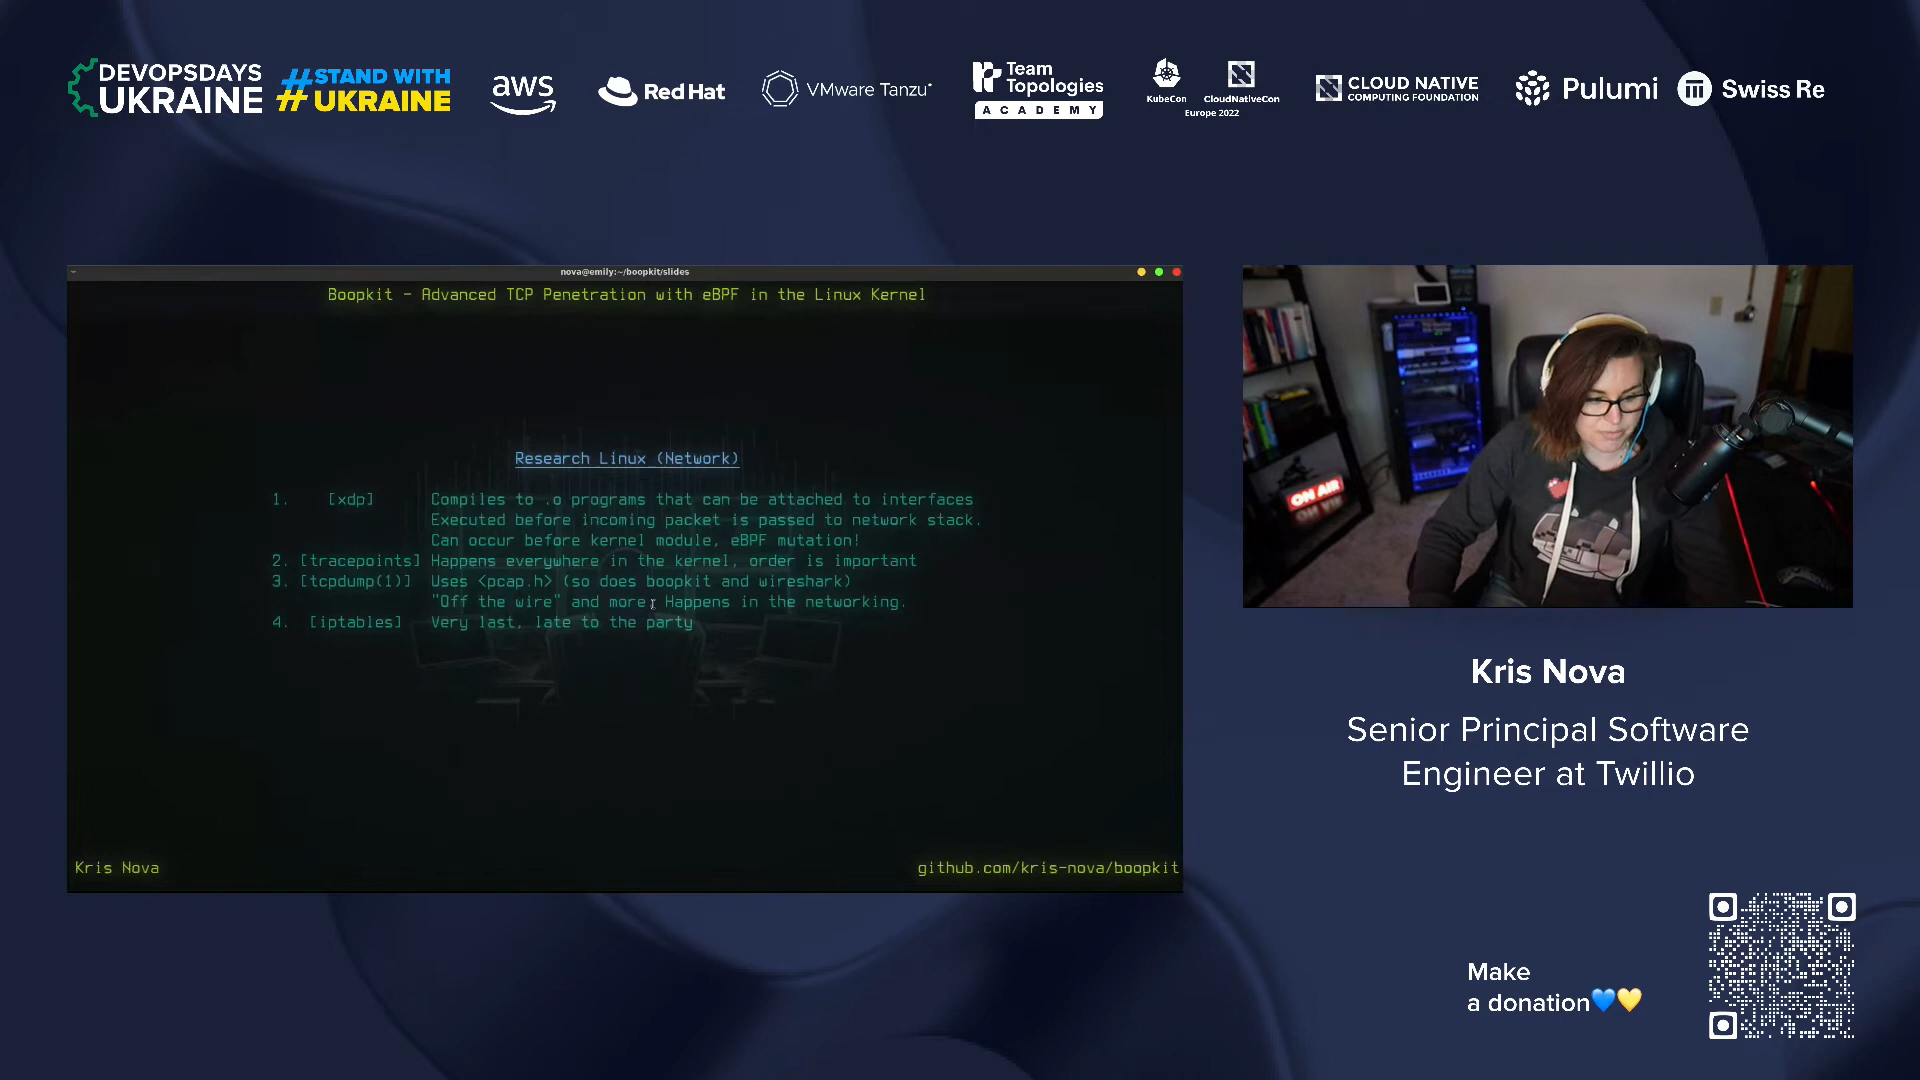 DEVOPSDAYS
UKRAINE
#STAND WITH
UKRAINE
aws
Red Hat
VMware Tanzu
Team
Topologies
ACADEMY
KubeCon
CloudNativeCon
Europe 2022
CLOUD NATIVE
COMPUTING FOUNDATION
Pulumi
Swiss Re
nova@emily:~/boopkit/slides
Boopkit - Advanced TCP Penetration with eBPF in the Linux Kernel
Research Linux (Network)
1. [xdp] Compiles to .o programs that can be attached to interfaces
Executed before incoming packet is passed to network stack.
Can occur before kernel module, eBPF mutation!
2. [tracepoints] Happens everywhere in the kernel, order is important
3. [tcpdump(1)] Uses <pcap.h> (so does boopkit and wireshark)
"Off the wire" and more. Happens in the networking.
4. [iptables] Very last, late to the party
Kris Nova
github.com/kris-nova/boopkit
ON AIR
Kris Nova
Senior Principal Software
Engineer at Twillio
Make
a donation💙💛